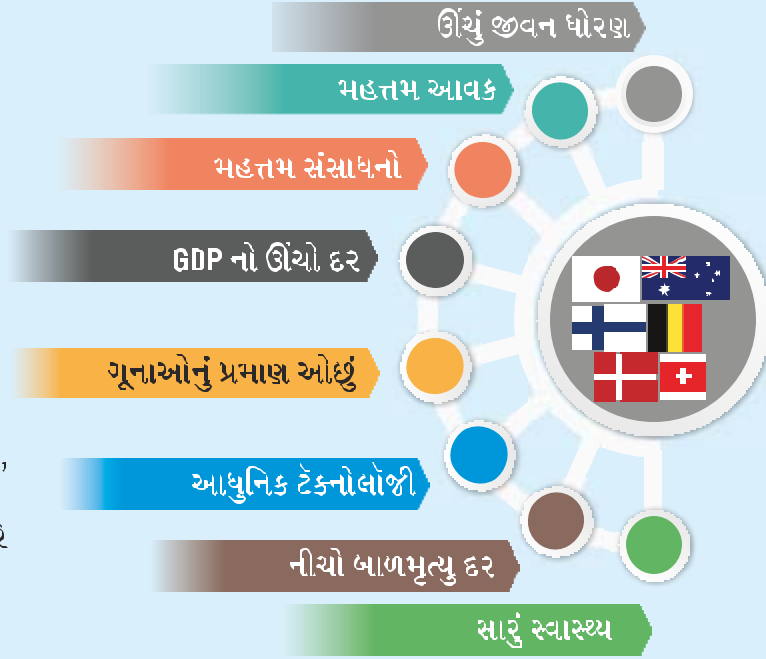 ઊંચું જીવન ધોરણ
મહત્તમ આવક
મહત્તમ સંસાધનો
GDP નો ઊંચો દર
ગૂનાઓનું પ્રમાણ ઓછું
આધુનિક ટૅક્નોલૉજી
નીચો બાળમૃત્યુ દર
સારું સ્વાસ્થ્ય